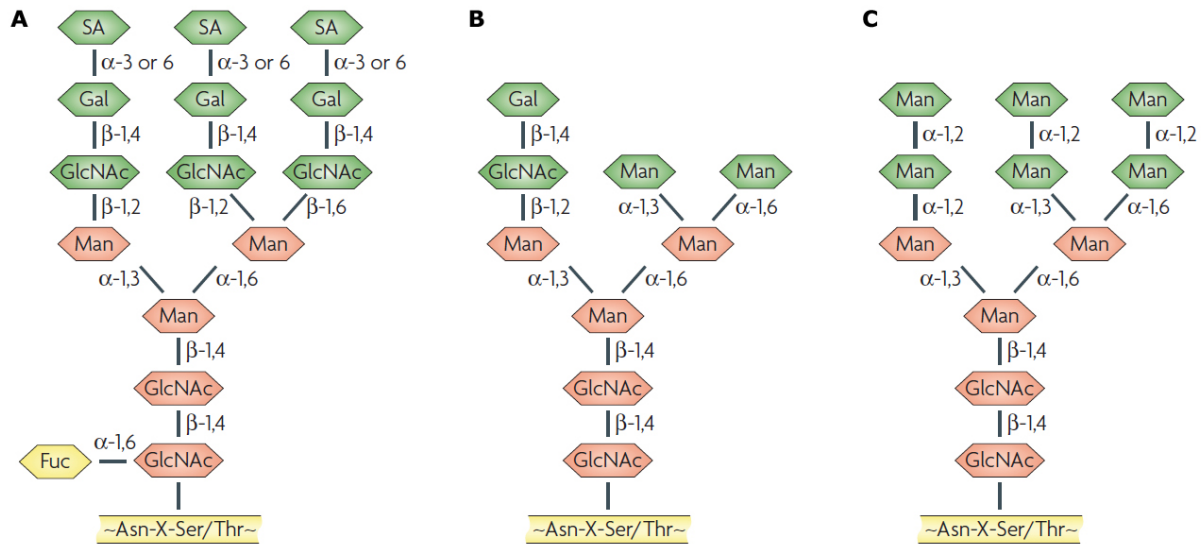 A B C
SA SA SA
α-3 or 6 α-3 or 6 α-3 or 6
Gal Gal Gal Gal Man Man Man
β-1,4 β-1,4 β-1,4 β-1,4 α-1,2 α-1,2 α-1,2
GlcNAc GlcNAc GlcNAc GlcNAc Man Man Man Man Man
β-1,2 β-1,2 β-1,6 β-1,2 α-1,3 α-1,6 α-1,2 α-1,3 α-1,6
Man Man Man Man Man Man
α-1,3 α-1,6 α-1,3 α-1,6 α-1,3 α-1,6
Man Man Man
β-1,4 β-1,4 β-1,4
GlcNAc GlcNAc GlcNAc
β-1,4 β-1,4 β-1,4
Fuc α-1,6 GlcNAc GlcNAc GlcNAc
~Asn-X-Ser/Thr~ ~Asn-X-Ser/Thr~ ~Asn-X-Ser/Thr~